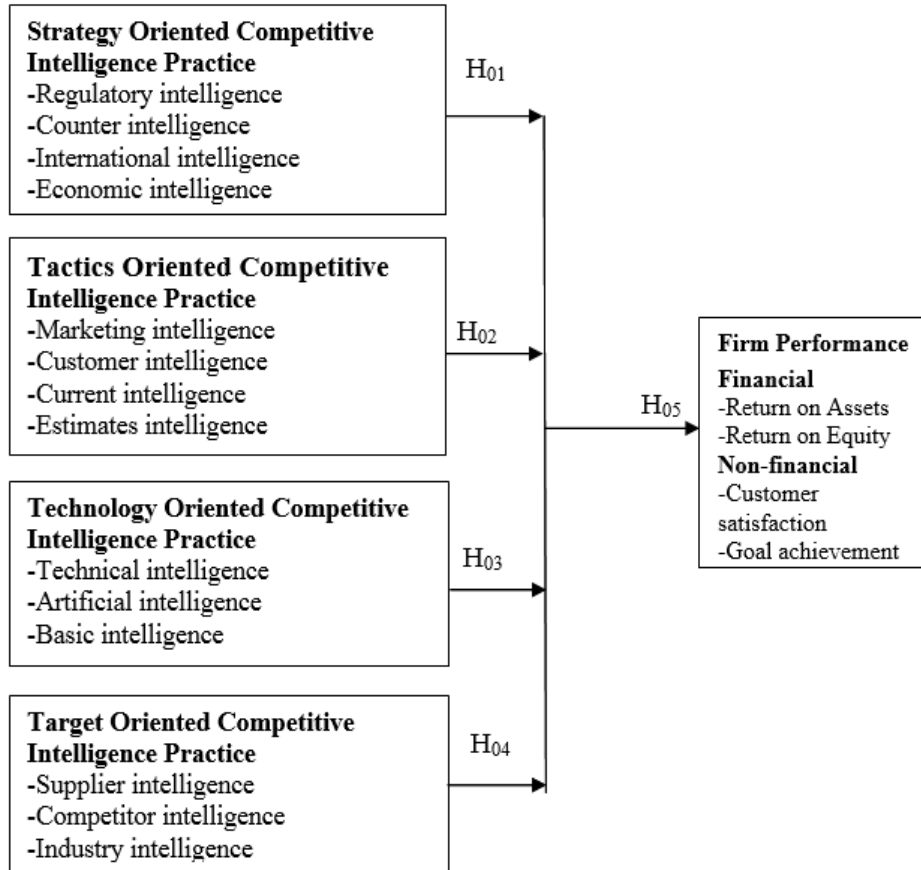 Strategy Oriented Competitive
Intelligence Practice
-Regulatory intelligence
-Counter intelligence
-International intelligence
-Economic intelligence
H01
Tactics Oriented Competitive
Intelligence Practice
-Marketing intelligence
-Customer intelligence
-Current intelligence
-Estimates intelligence
H02
Technology Oriented Competitive
Intelligence Practice
-Technical intelligence
-Artificial intelligence
-Basic intelligence
H03
Target Oriented Competitive
Intelligence Practice
-Supplier intelligence
-Competitor intelligence
-Industry intelligence
H04
H05
Firm Performance
Financial
-Return on Assets
-Return on Equity
Non-financial
-Customer
satisfaction
-Goal achievement